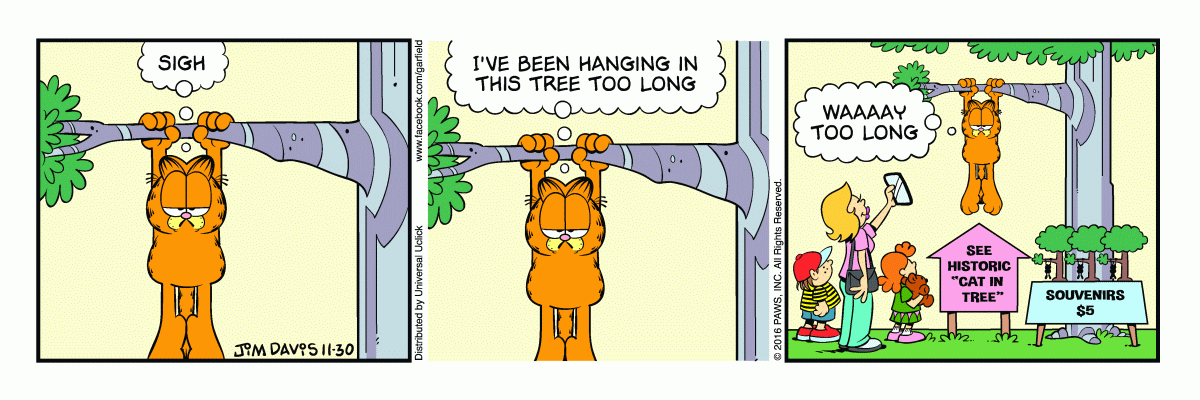 SIGH
JIM DAVIS 11-30
www.facebook.com/garfield
Distributed by Universal Uclick
I'VE BEEN HANGING IN
THIS TREE TOO LONG
© 2016 PAWS, INC. All Rights Reserved.
WAAAAY
TOO LONG
SEE
HISTORIC
"CAT IN
TREE"
SOUVENIRS
$5